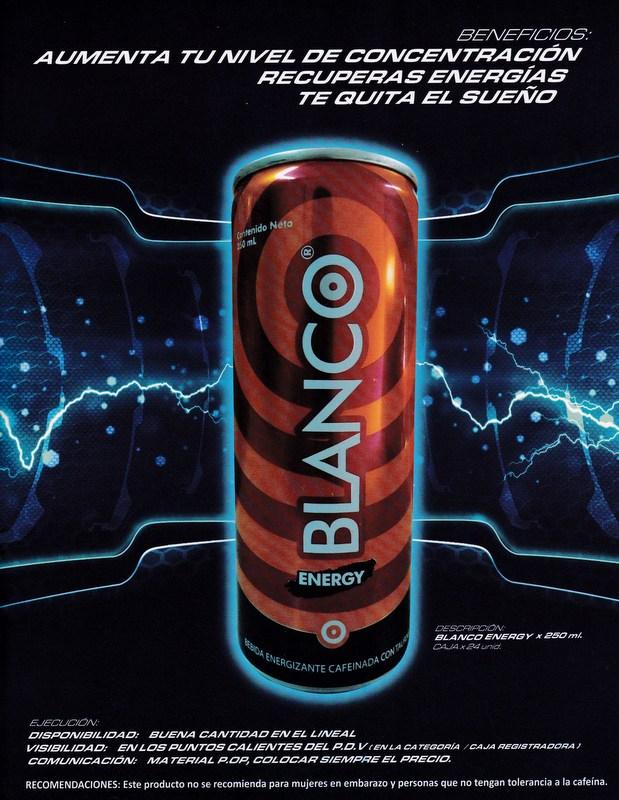 BENEFICIOS:
AUMENTA TU NIVEL DE CONCENTRACIÓN
RECUPERAS ENERGÍAS
TE QUITA EL SUEÑO
Contenido Neto
250 mL
BLANCO®
ENERGY
BEBIDA ENERGIZANTE CAFEINADA CON
DESCRIPCIÓN:
BLANCO ENERGY x 250 ml.
CAJA x 24 unid.
EJECUCIÓN:
DISPONIBILIDAD: BUENA CANTIDAD EN EL LINEAL
VISIBILIDAD: EN LOS PUNTOS CALIENTES DEL P.D.V ( EN LA CATEGORÍA / CAJA REGISTRADORA )
COMUNICACIÓN: MATERIAL P.OP, COLOCAR SIEMPRE EL PRECIO.
RECOMENDACIONES: Este producto no se recomienda para mujeres en embarazo y personas que no tengan tolerancia a la cafeína.